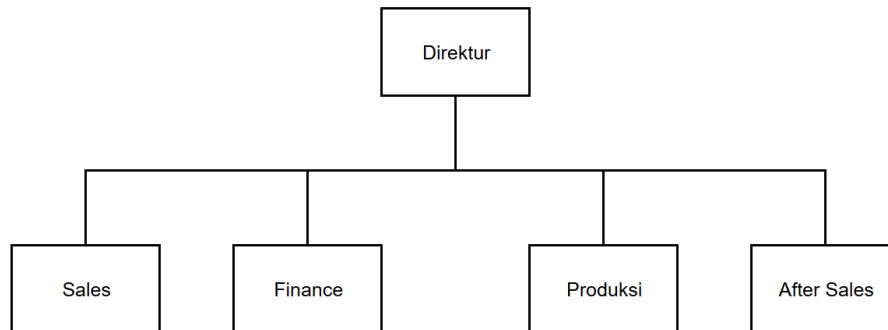 Direktur
Sales
Finance
Produksi
After Sales